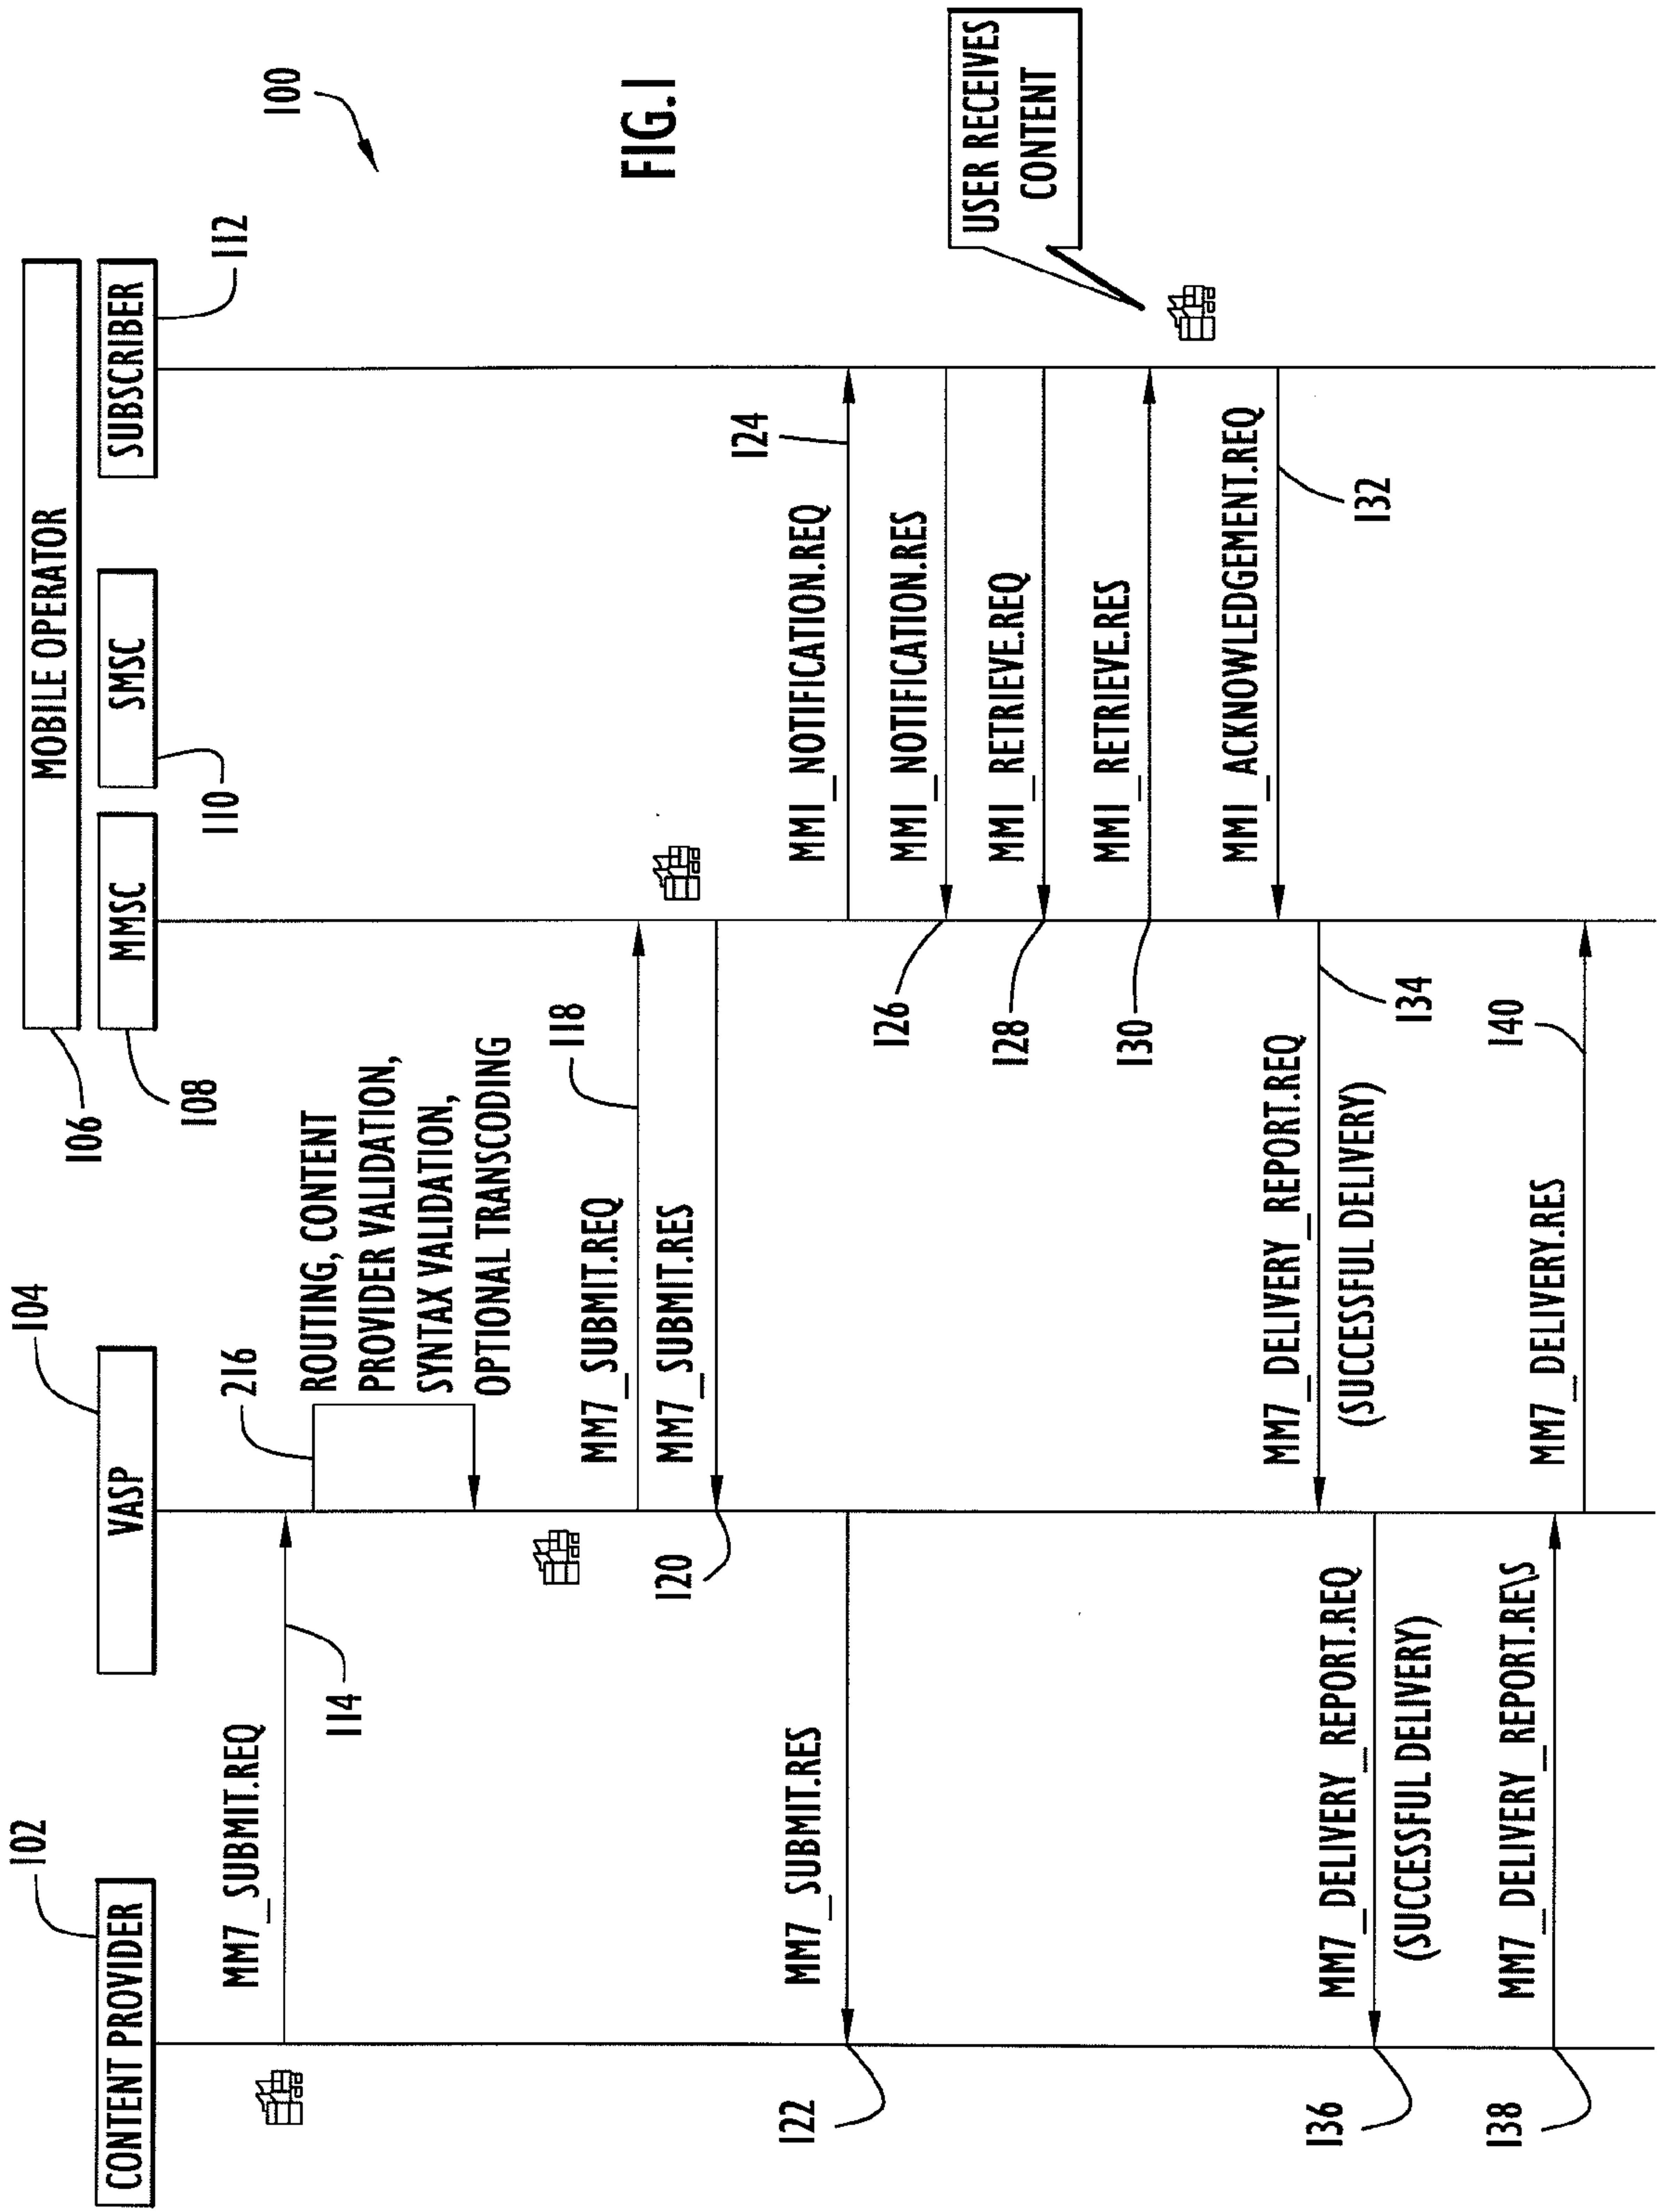 MOBILE OPERATOR
102
104
106
CONTENT PROVIDER
VASP
MMSC
SMSC
SUBSCRIBER
108
110
112
100
MM7_SUBMIT.REQ
114
216
ROUTING, CONTENT
PROVIDER VALIDATION,
SYNTAX VALIDATION,
OPTIONAL TRANSCODING
MM7_SUBMIT.REQ
118
MM7_SUBMIT.RES
120
FIG.1
MM7_SUBMIT.RES
122
MM1_NOTIFICATION.REQ
124
MM1_NOTIFICATION.RES
126
MM1_RETRIEVE.REQ
128
USER RECEIVES
CONTENT
MM1_RETRIEVE.RES
130
MM1_ACKNOWLEDGEMENT.REQ
132
MM7_DELIVERY_REPORT.REQ
134
(SUCCESSFUL DELIVERY)
MM7_DELIVERY_REPORT.REQ
136
(SUCCESSFUL DELIVERY)
MM7_DELIVERY_REPORT.RE\S
138
MM7_DELIVERY.RES
140